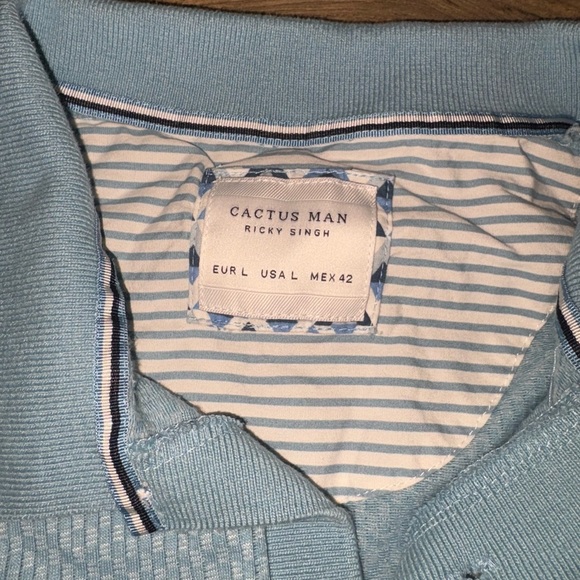 CACTUS MAN
RICKY SINGH
EUR L USA L MEX 42